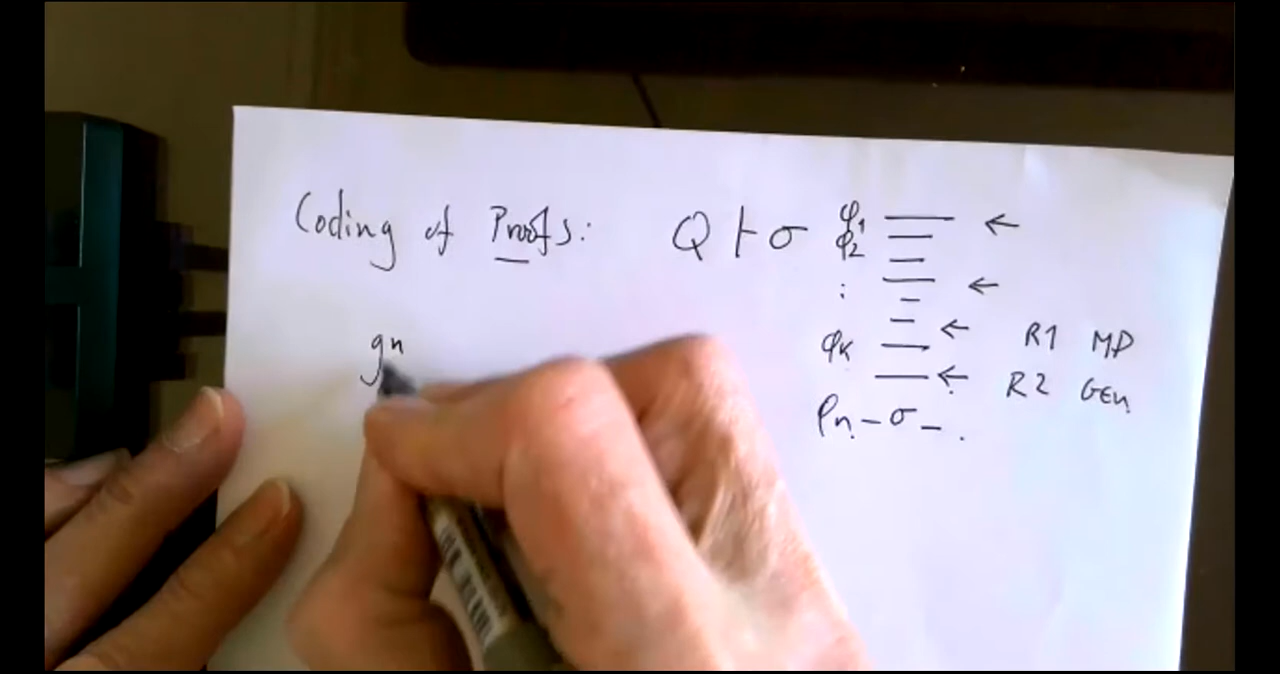 Coding of Proofs: Q ⊢ σ φ1 ←
φ2
⋮ ←
←  R1 MP
φk
← R2 Gen
φn – σ – .
gn